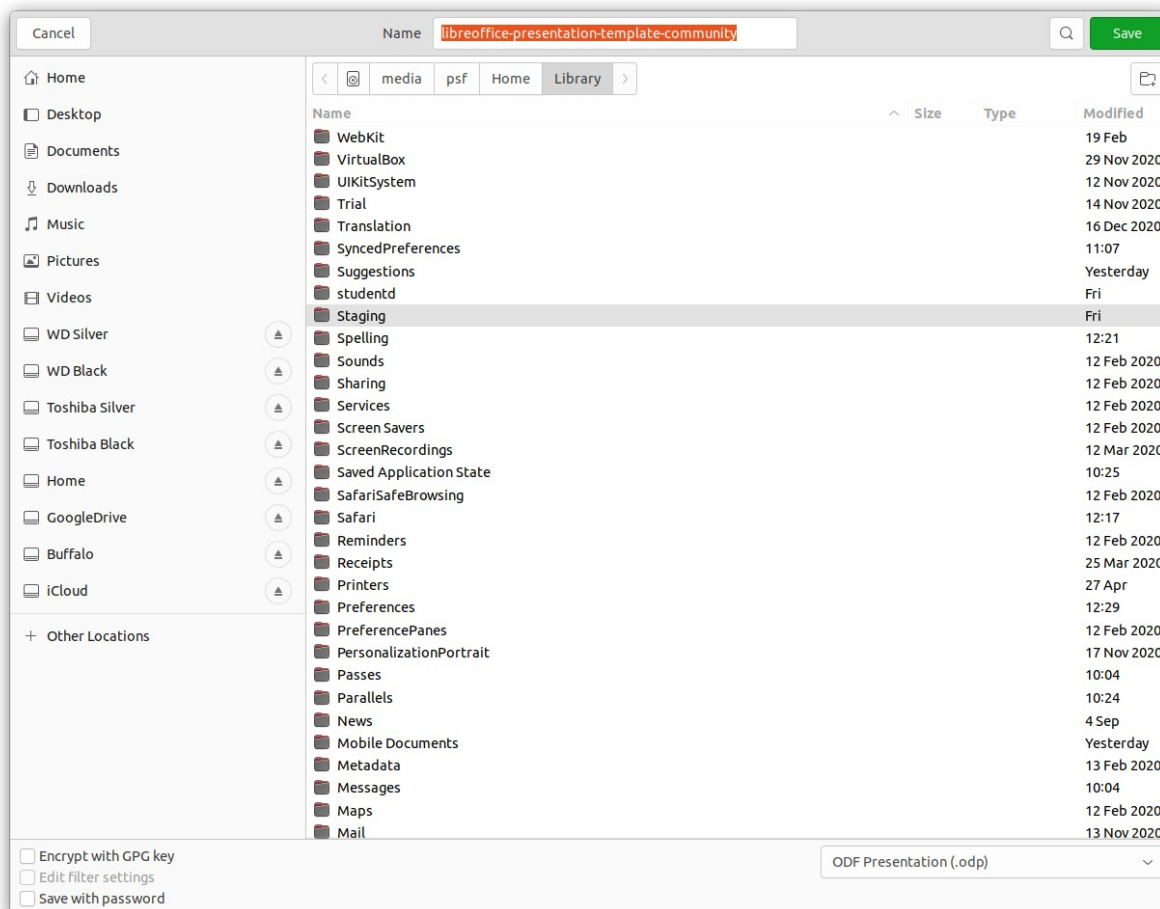 Cancel Name libreoffice-presentation-template-community Save
Home
Desktop
Documents
Downloads
Music
Pictures
Videos
WD Silver
WD Black
Toshiba Silver
Toshiba Black
Home
GoogleDrive
Buffalo
iCloud
+ Other Locations
media psf Home Library
Name Size Type Modified
WebKit 19 Feb
VirtualBox 29 Nov 2020
UIKitSystem 12 Nov 2020
Trial 14 Nov 2020
Translation 16 Dec 2020
SyncedPreferences 11:07
Suggestions Yesterday
studentd Fri
Staging Fri
Spelling 12:21
Sounds 12 Feb 2020
Sharing 12 Feb 2020
Services 12 Feb 2020
Screen Savers 12 Feb 2020
ScreenRecordings 12 Mar 2020
Saved Application State 10:25
SafariSafeBrowsing 12 Feb 2020
Safari 12:17
Reminders 12 Feb 2020
Receipts 25 Mar 2020
Printers 27 Apr
Preferences 12:29
PreferencePanes 12 Feb 2020
PersonalizationPortrait 17 Nov 2020
Passes 10:04
Parallels 10:24
News 4 Sep
Mobile Documents Yesterday
Metadata 13 Feb 2020
Messages 10:04
Maps 12 Feb 2020
Mail 13 Nov 2020
Encrypt with GPG key
Edit filter settings
Save with password
ODF Presentation (.odp)